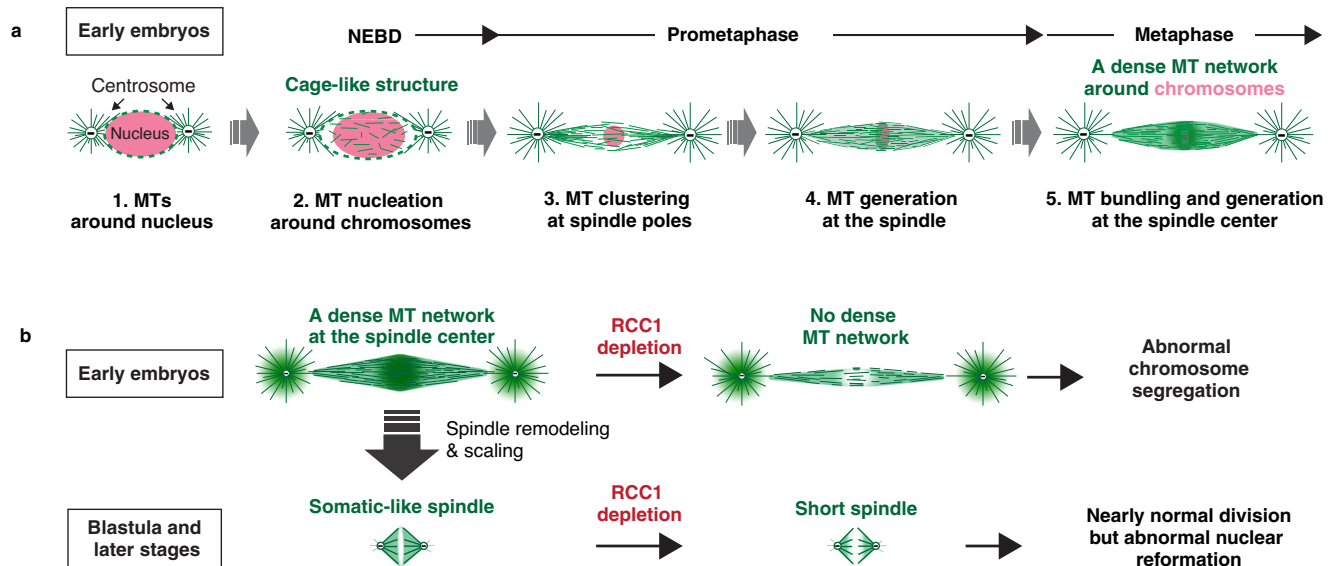 a
Early embryos
NEBD
Prometaphase
Metaphase
Centrosome
Nucleus
Cage-like structure
A dense MT network
around chromosomes
1. MTs
around nucleus
2. MT nucleation
around chromosomes
3. MT clustering
at spindle poles
4. MT generation
at the spindle
5. MT bundling and generation
at the spindle center
b
Early embryos
A dense MT network
at the spindle center
RCC1
depletion
No dense
MT network
Abnormal
chromosome
segregation
Spindle remodeling
& scaling
Blastula and
later stages
Somatic-like spindle
RCC1
depletion
Short spindle
Nearly normal division
but abnormal nuclear
reformation